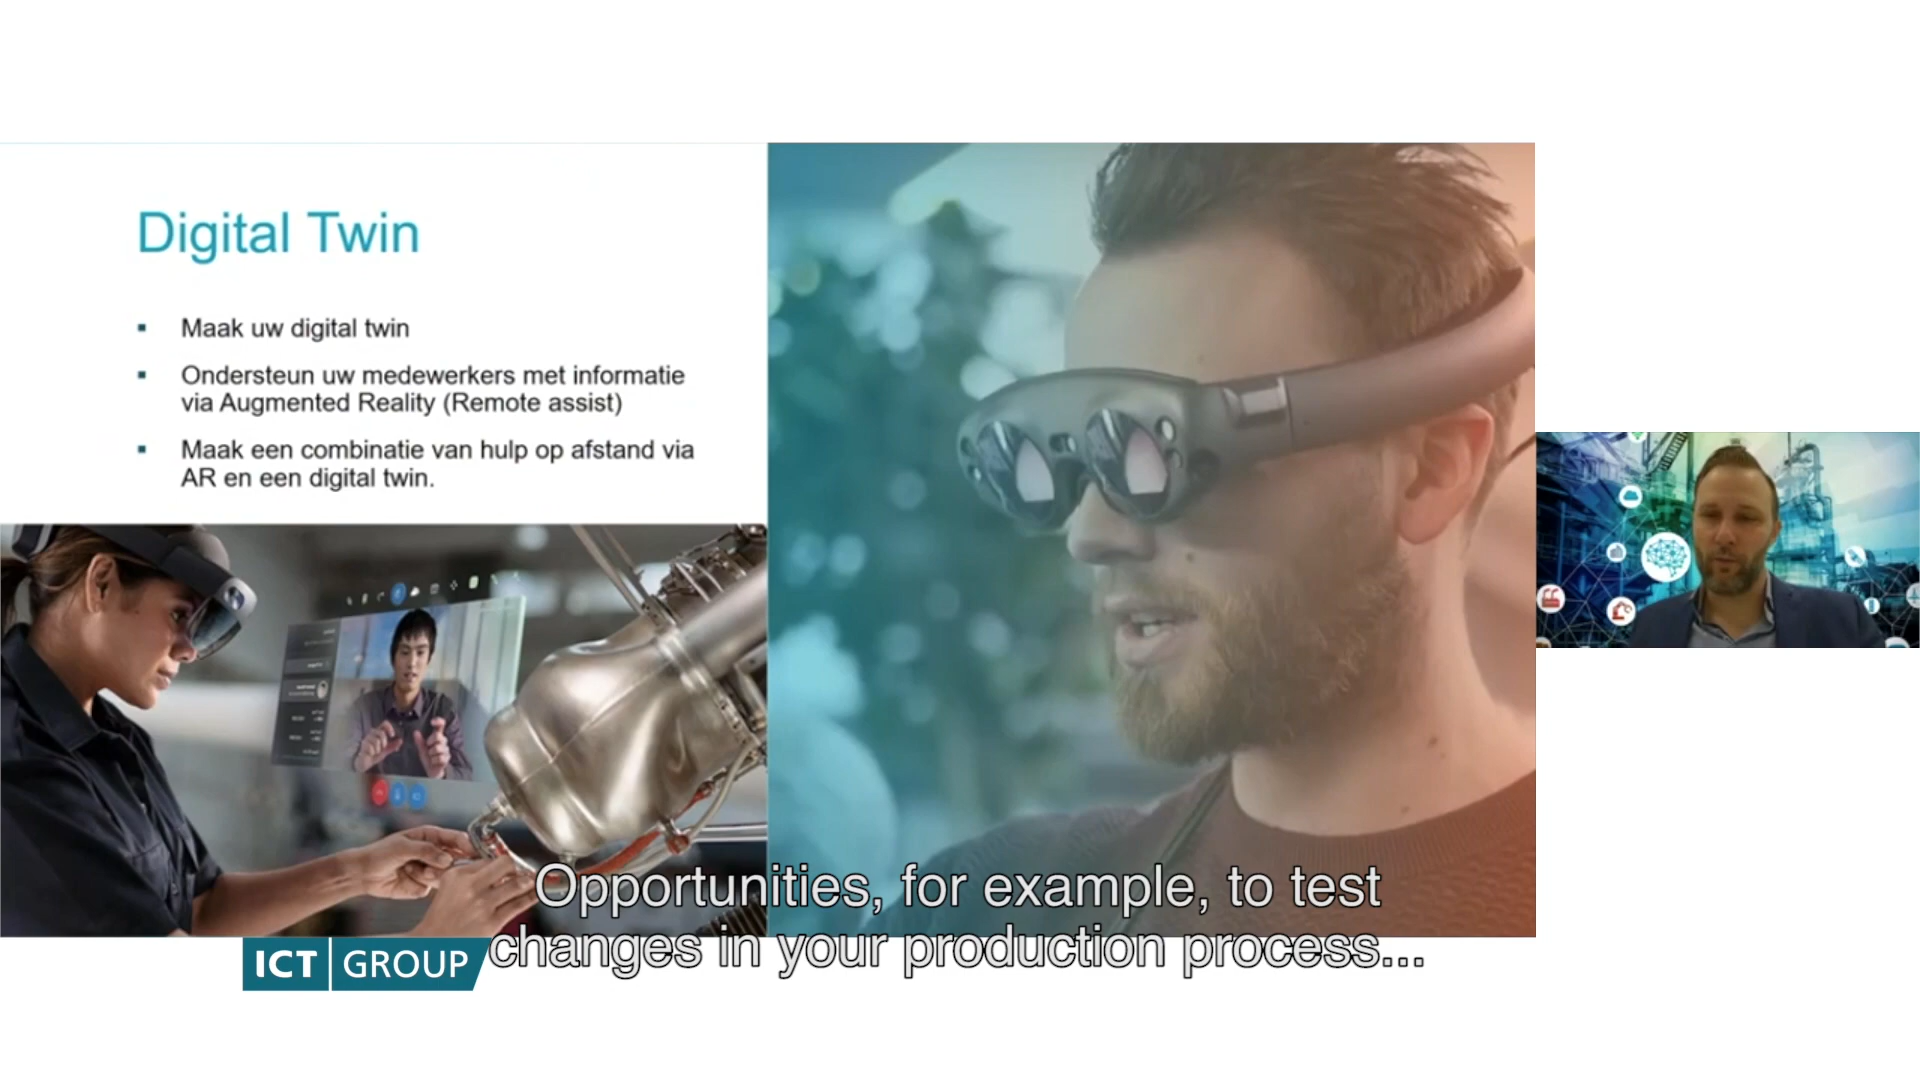 Digital Twin
Maak uw digital twin
Ondersteun uw medewerkers met informatie
via Augmented Reality (Remote assist)
Maak een combinatie van hulp op afstand via
AR en een digital twin.
Opportunities, for example, to test
changes in your production process...
ICT GROUP